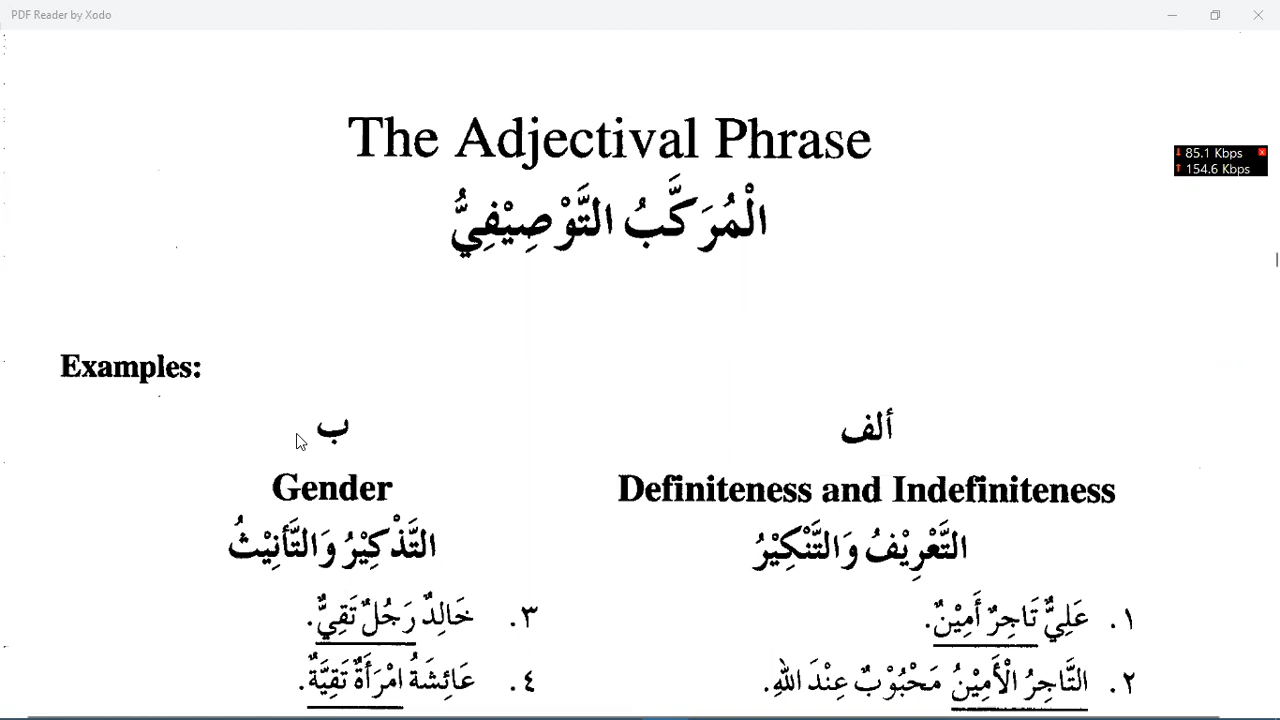 PDF Reader by Xodo
↓ 85.1 Kbps
↑ 154.6 Kbps
The Adjectival Phrase
الْمُرَكَّبُ التَّوْصِيْفِيُّ
Examples:
ألف
Definiteness and Indefiniteness
التَّعْرِيْفُ وَالتَّنْكِيْرُ
١. عَلِيٌّ تَاجِرٌ أَمِيْنٌ.
٢. التَّاجِرُ الْأَمِيْنُ مَحْبُوْبٌ عِنْدَ اللهِ.
ب
Gender
التَّذْكِيْرُ وَالتَّأنِيْثُ
٣. خَالِدٌ رَجُلٌ تَقِيٌّ.
٤. عَائِشَةُ امْرَأَةٌ تَقِيَّةٌ.